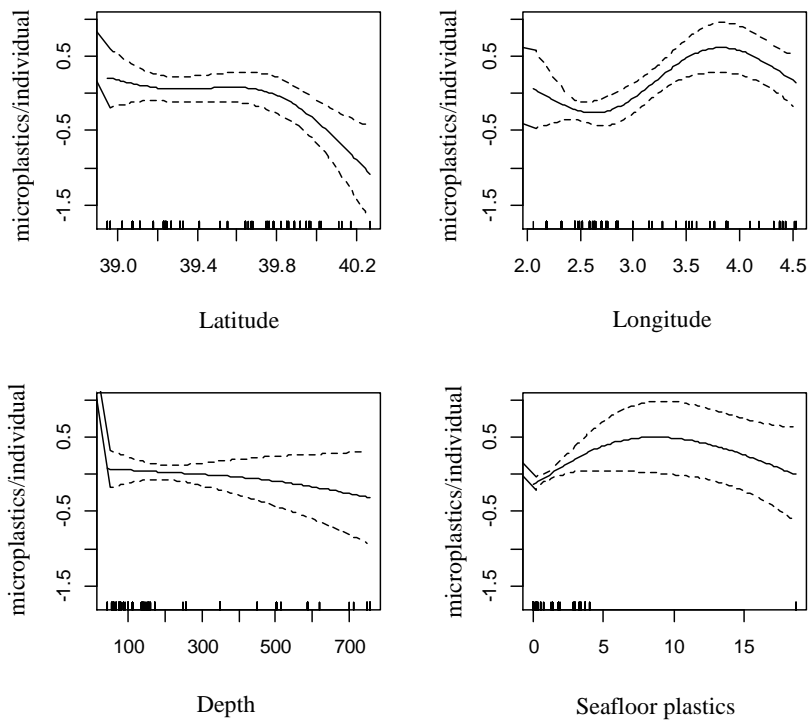 microplastics/individual
0.5
-0.5
-1.5
39.0 39.4 39.8 40.2
Latitude
microplastics/individual
0.5
-0.5
-1.5
2.0 2.5 3.0 3.5 4.0 4.5
Longitude
microplastics/individual
0.5
-0.5
-1.5
100 300 500 700
Depth
microplastics/individual
0.5
-0.5
-1.5
0 5 10 15
Seafloor plastics